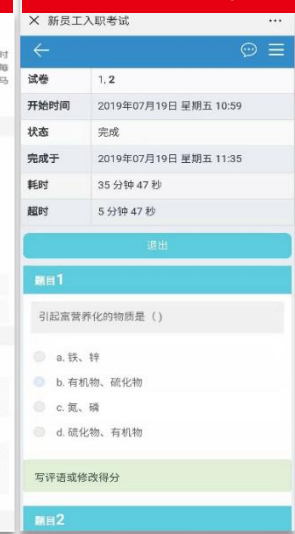 时
每
马
× 新员工入职考试 ...
试卷 1, 2
开始时间 2019年07月19日 星期五 10:59
状态 完成
完成于 2019年07月19日 星期五 11:35
耗时 35 分钟 47 秒
超时 5 分钟 47 秒
退出
题目1
引起富营养化的物质是（）
a. 铁、锌
b. 有机物、硫化物
c. 氮、磷
d. 硫化物、有机物
写评语或修改得分
题目2